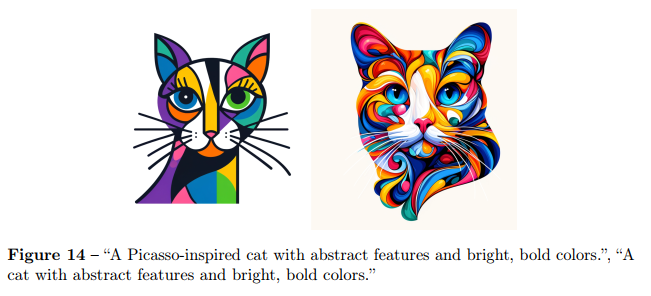 Figure 14 – “A Picasso-inspired cat with abstract features and bright, bold colors.”, “A
cat with abstract features and bright, bold colors.”